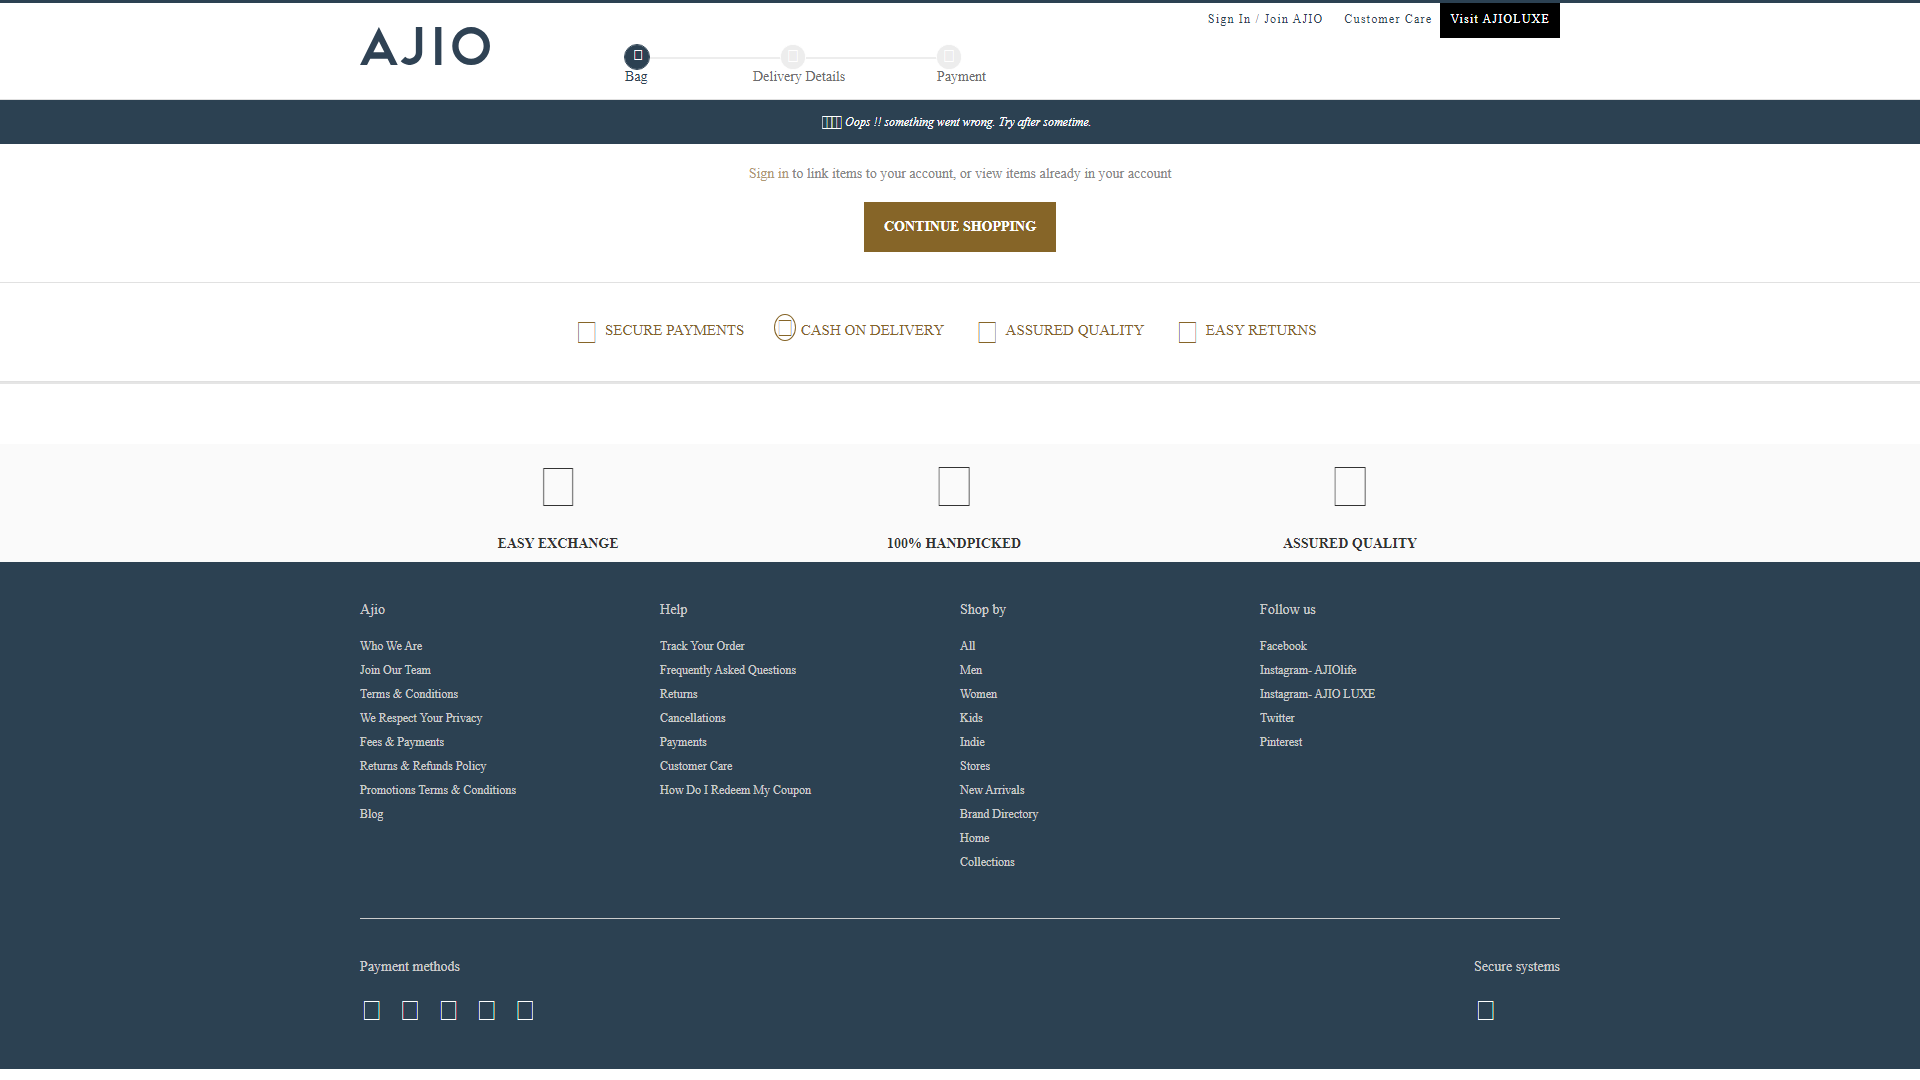 AJIO
Sign In / Join AJIO
Customer Care
Visit AJIOLUXE
Bag
Delivery Details
Payment
Oops !! something went wrong. Try after sometime.
Sign in to link items to your account, or view items already in your account
CONTINUE SHOPPING
SECURE PAYMENTS
CASH ON DELIVERY
ASSURED QUALITY
EASY RETURNS
EASY EXCHANGE
100% HANDPICKED
ASSURED QUALITY
Ajio
Who We Are
Join Our Team
Terms & Conditions
We Respect Your Privacy
Fees & Payments
Returns & Refunds Policy
Promotions Terms & Conditions
Blog
Help
Track Your Order
Frequently Asked Questions
Returns
Cancellations
Payments
Customer Care
How Do I Redeem My Coupon
Shop by
All
Men
Women
Kids
Indie
Stores
New Arrivals
Brand Directory
Home
Collections
Follow us
Facebook
Instagram- AJIOlife
Instagram- AJIO LUXE
Twitter
Pinterest
Payment methods
Secure systems